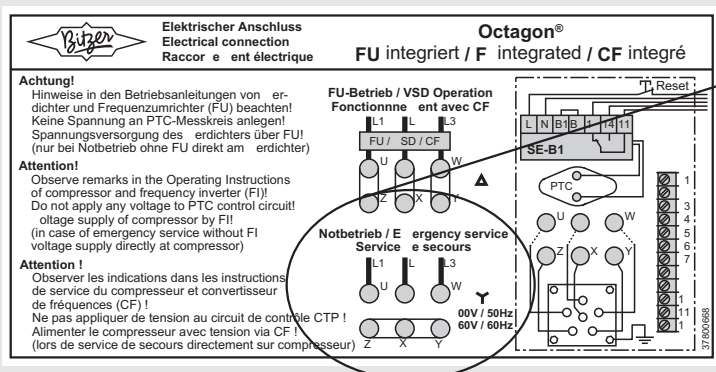 Bitzer
Elektrischer Anschluss
Electrical connection
Raccor e ent électrique
Octagon®
FU integriert / F integrated / CF integré
Achtung!
Hinweise in den Betriebsanleitungen von er-
dichter und Frequenzumrichter (FU) beachten!
Keine Spannung an PTC-Messkreis anlegen!
Spannungsversorgung des erdichters über FU!
(nur bei Notbetrieb ohne FU direkt am erdichter)
Attention!
Observe remarks in the Operating Instructions
of compressor and frequency inverter (FI)!
Do not apply any voltage to PTC control circuit!
oltage supply of compressor by FI!
(in case of emergency service without FI
voltage supply directly at compressor)
Attention !
Observer les indications dans les instructions
de service du compresseur et convertisseur
de fréquences (CF) !
Ne pas appliquer de tension au circuit de contrôle CTP !
Alimenter le compresseur avec tension via CF !
(lors de service de secours directement sur compresseur)
FU-Betrieb / VSD Operation
Fonctionnne ent avec CF
L1 L L3
FU / SD / CF
U W
Z X Y
Notbetrieb / E ergency service
Service e secours
L1 L L3
U W
00V / 50Hz
60V / 60Hz
Z X Y
Reset
L N B1 B 1 14 11
SE-B1
PTC
U W
Z X Y
1
3
4
5
6
7
1
11
1
37800668